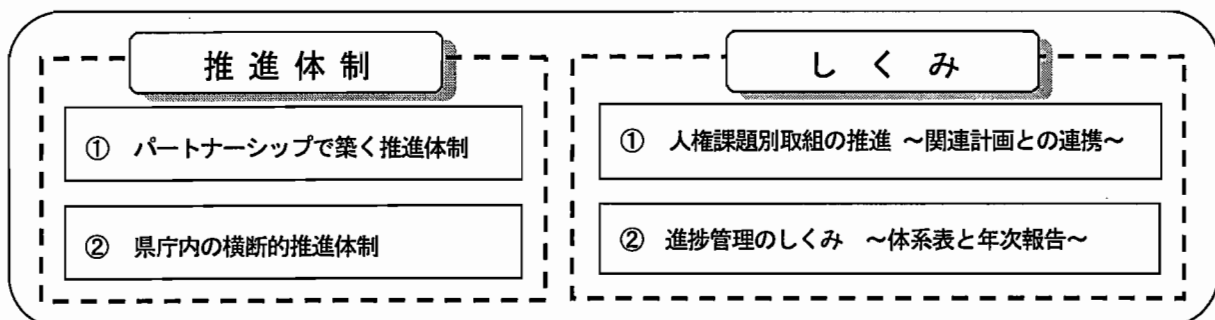 推進体制
① パートナーシップで築く推進体制
② 県庁内の横断的推進体制
しくみ
① 人権課題別取組の推進 ~関連計画との連携~
② 進捗管理のしくみ ~体系表と年次報告~